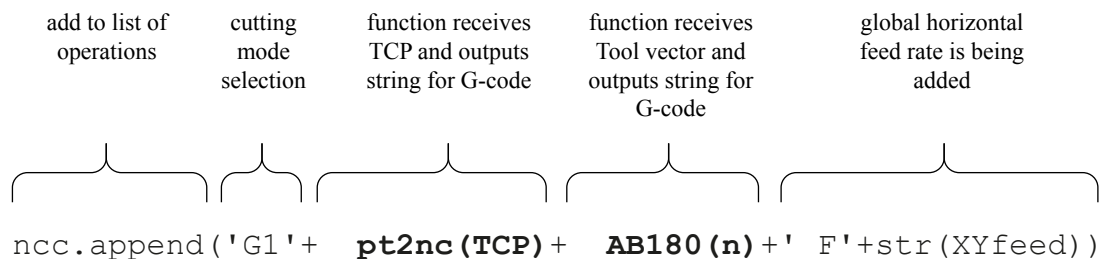 add to list of
operations
cutting
mode
selection
function receives
TCP and outputs
string for G-code
function receives
Tool vector and
outputs string for
G-code
global horizontal
feed rate is being
added
ncc.append('G1'+ pt2nc(TCP)+ AB180(n)+' F'+str(XYfeed))